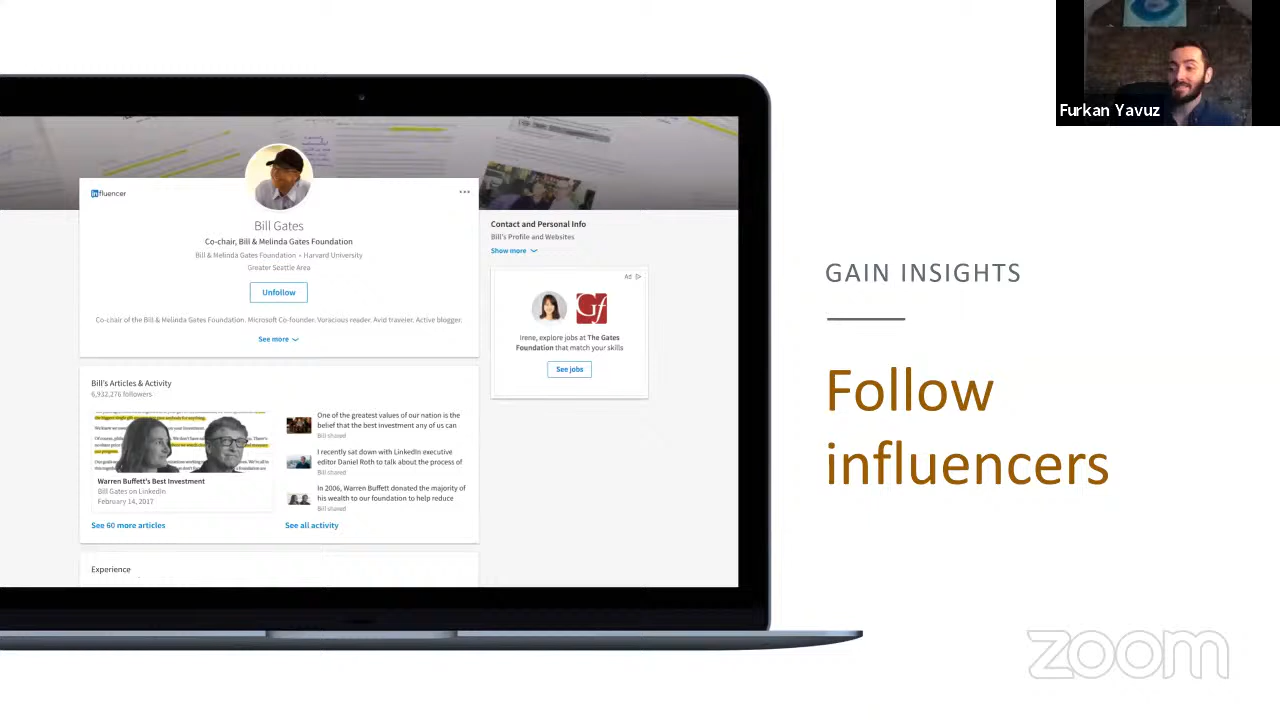 Furkan Yavuz
influencer
Bill Gates
Co-chair, Bill & Melinda Gates Foundation
Bill & Melinda Gates Foundation • Harvard University
Greater Seattle Area
Unfollow
Co-chair of the Bill & Melinda Gates Foundation. Microsoft Co-founder. Voracious reader. Avid traveler. Active blogger.
See more
Contact and Personal Info
Bill's Profile and Websites
Show more
Ad
Gf
Irene, explore jobs at The Gates
Foundation that match your skills
See jobs
Bill's Articles & Activity
6,932,276 followers
Warren Buffett's Best Investment
Bill Gates on LinkedIn
February 14, 2017
See 60 more articles
One of the greatest values of our nation is the
belief that the best investment any of us can
Bill shared
I recently sat down with LinkedIn executive
editor Daniel Roth to talk about the process of
Bill shared
In 2006, Warren Buffett donated the majority of
his wealth to our foundation to help reduce
Bill shared
See all activity
Experience
GAIN INSIGHTS
Follow
influencers
zoom